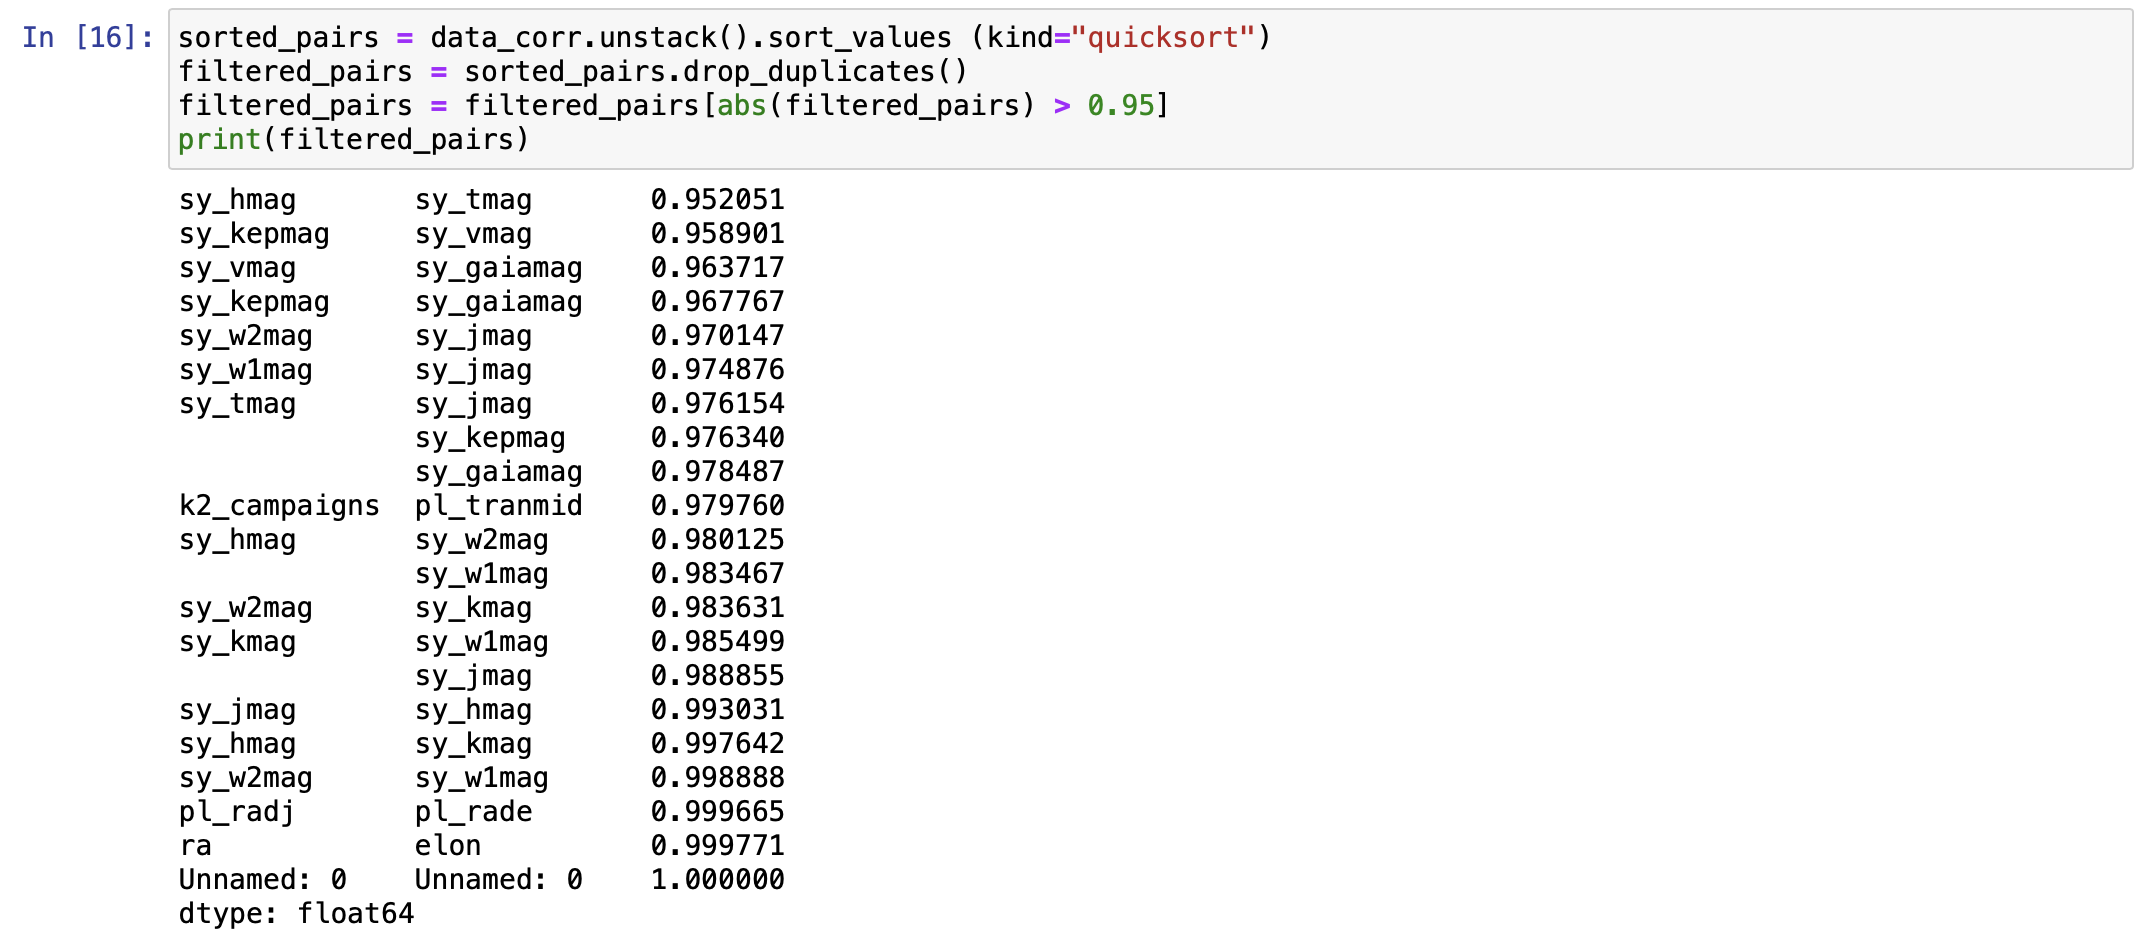 In [16]: sorted_pairs = data_corr.unstack().sort_values (kind="quicksort")
filtered_pairs = sorted_pairs.drop_duplicates()
filtered_pairs = filtered_pairs[abs(filtered_pairs) > 0.95]
print(filtered_pairs)
sy_hmag       sy_tmag       0.952051
sy_kepmag     sy_vmag       0.958901
sy_vmag       sy_gaiamag    0.963717
sy_kepmag     sy_gaiamag    0.967767
sy_w2mag      sy_jmag       0.970147
sy_w1mag      sy_jmag       0.974876
sy_tmag       sy_jmag       0.976154
              sy_kepmag     0.976340
              sy_gaiamag    0.978487
k2_campaigns  pl_tranmid    0.979760
sy_hmag       sy_w2mag      0.980125
              sy_w1mag      0.983467
sy_w2mag      sy_kmag       0.983631
sy_kmag       sy_w1mag      0.985499
              sy_jmag       0.988855
sy_jmag       sy_hmag       0.993031
sy_hmag       sy_kmag       0.997642
sy_w2mag      sy_w1mag      0.998888
pl_radj       pl_rade       0.999665
ra            elon          0.999771
Unnamed: 0    Unnamed: 0    1.000000
dtype: float64